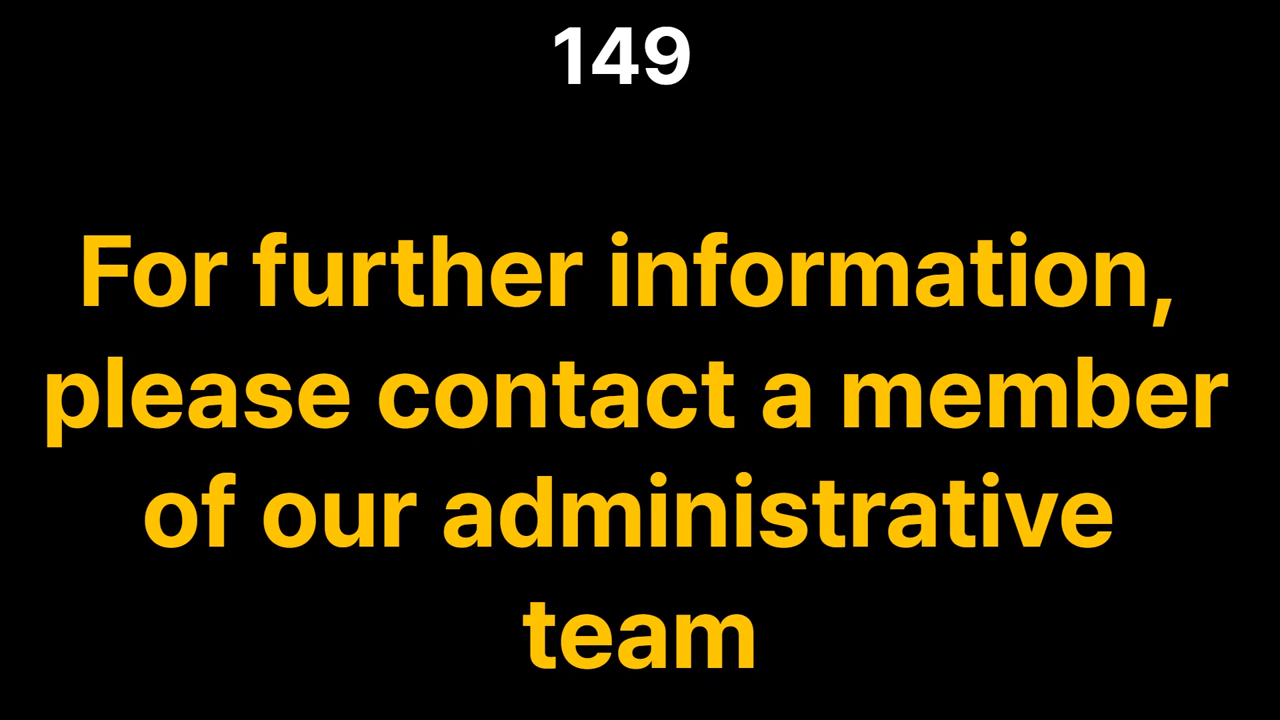 149
For further information,
please contact a member
of our administrative
team